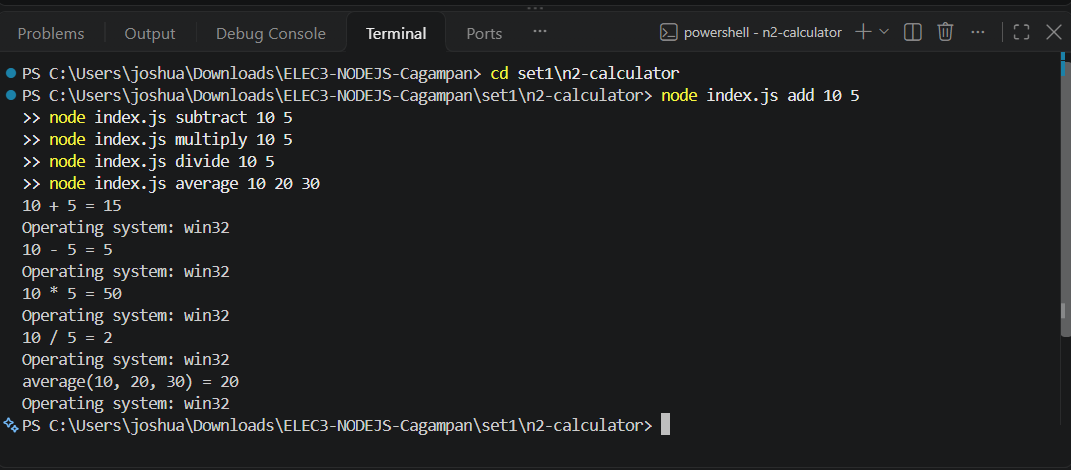 Problems Output Debug Console Terminal Ports ··· powershell - n2-calculator ···
PS C:\Users\joshua\Downloads\ELEC3-NODEJS-Cagampan> cd set1\n2-calculator
PS C:\Users\joshua\Downloads\ELEC3-NODEJS-Cagampan\set1\n2-calculator> node index.js add 10 5
>> node index.js subtract 10 5
>> node index.js multiply 10 5
>> node index.js divide 10 5
>> node index.js average 10 20 30
10 + 5 = 15
Operating system: win32
10 - 5 = 5
Operating system: win32
10 * 5 = 50
Operating system: win32
10 / 5 = 2
Operating system: win32
average(10, 20, 30) = 20
Operating system: win32
PS C:\Users\joshua\Downloads\ELEC3-NODEJS-Cagampan\set1\n2-calculator>